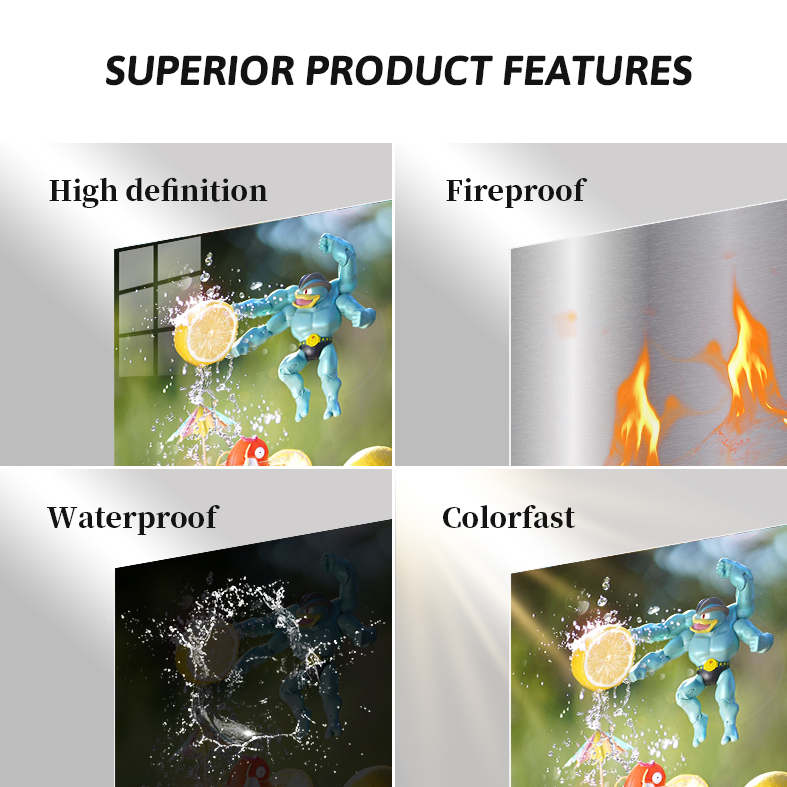 SUPERIOR PRODUCT FEATURES
High definition
Fireproof
Waterproof
Colorfast